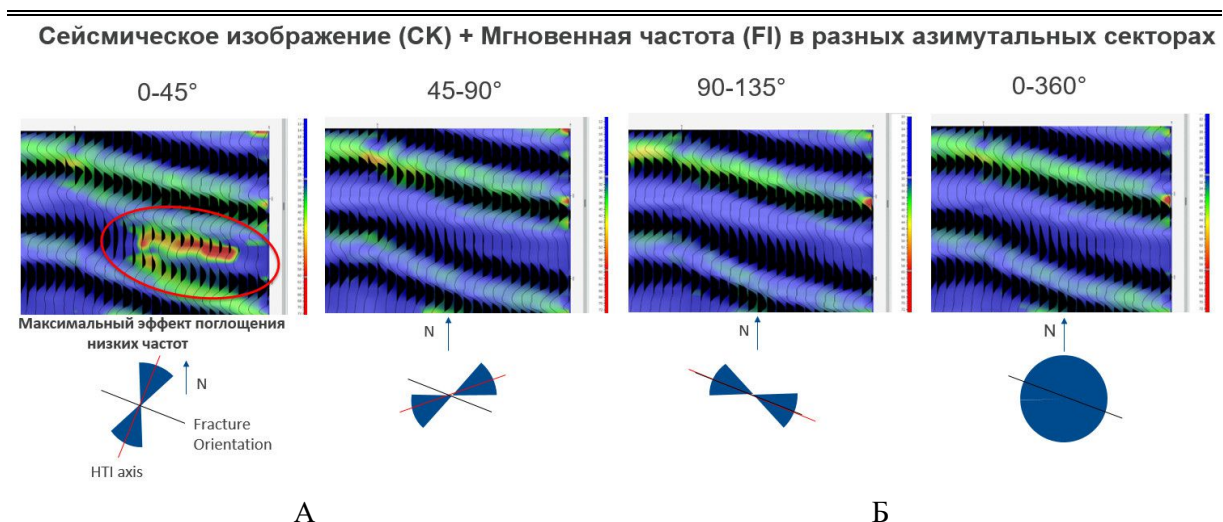 Сейсмическое изображение (СК) + Мгновенная частота (FI) в разных азимутальных секторах
0-45° 45-90° 90-135° 0-360°
Максимальный эффект поглощения
низких частот
N N N N
Fracture
Orientation
HTI axis
А Б